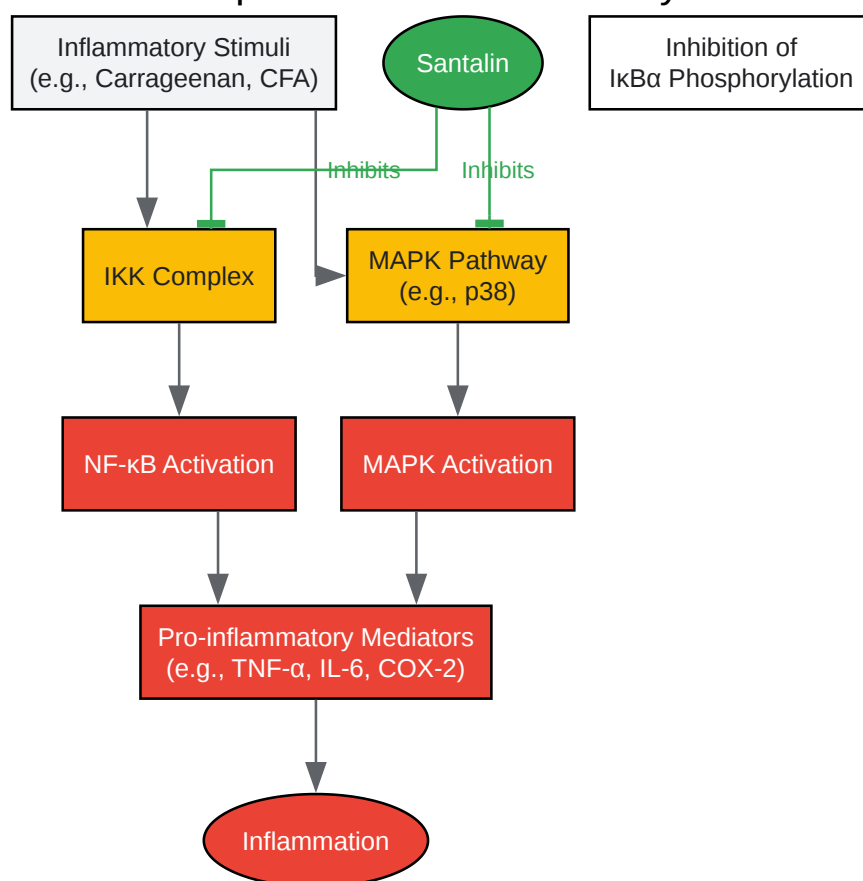 Inflammatory Stimuli
(e.g., Carrageenan, CFA)
Santalin
Inhibition of
IκBα Phosphorylation
Inhibits
Inhibits
IKK Complex
MAPK Pathway
(e.g., p38)
NF-κB Activation
MAPK Activation
Pro-inflammatory Mediators
(e.g., TNF-α, IL-6, COX-2)
Inflammation